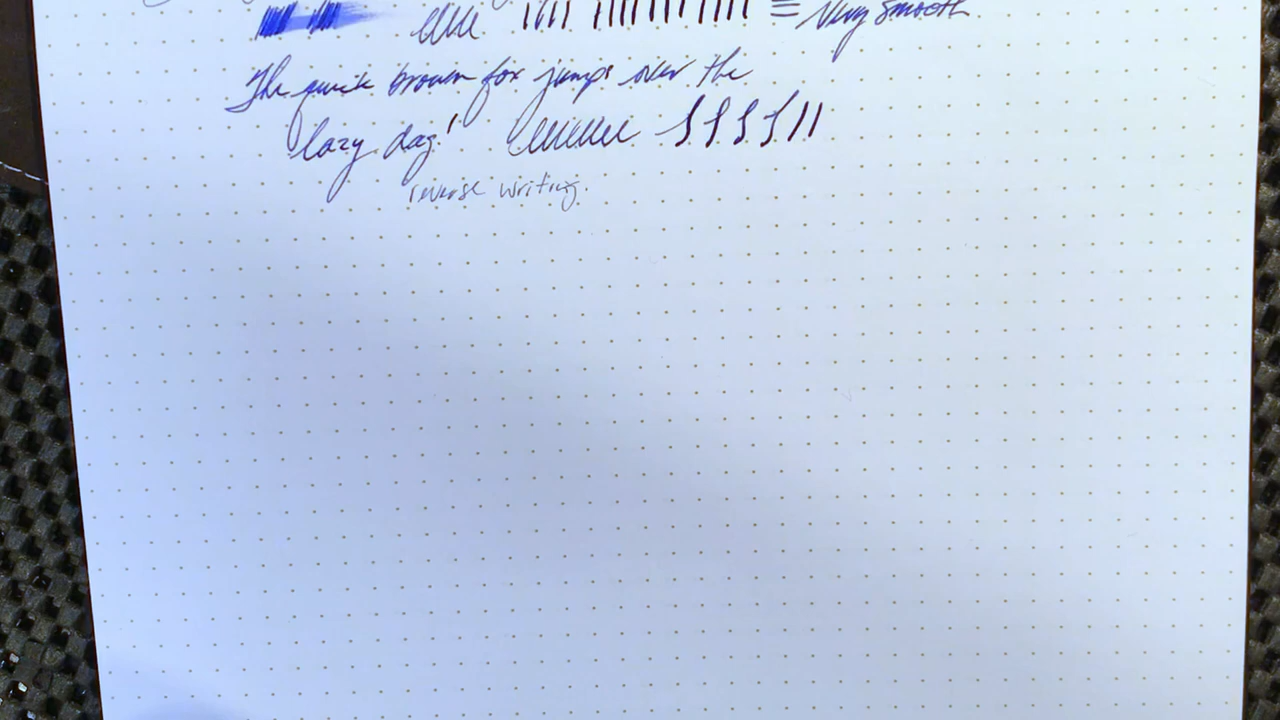 Very smooth
The quick brown fox jumps over the
lazy dog!
reverse writing.